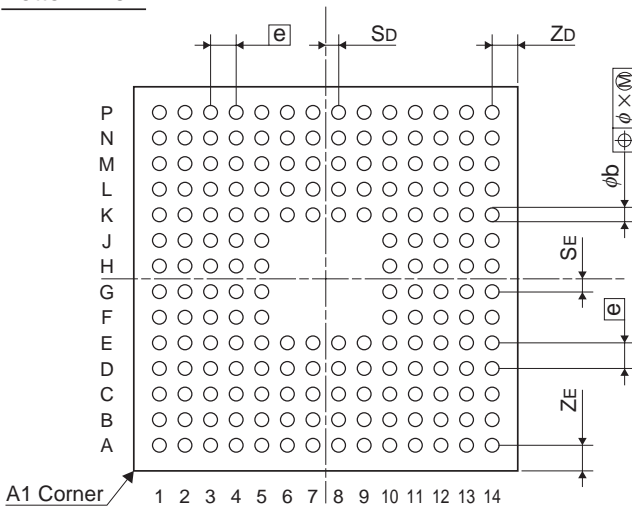 e SD ZD
⌖ φ × Ⓜ
P
N
M
L
K
J
H
G
F
E
D
C
B
A
φb
SE
e
ZE
A1 Corner
1 2 3 4 5 6 7 8 9 10 11 12 13 14